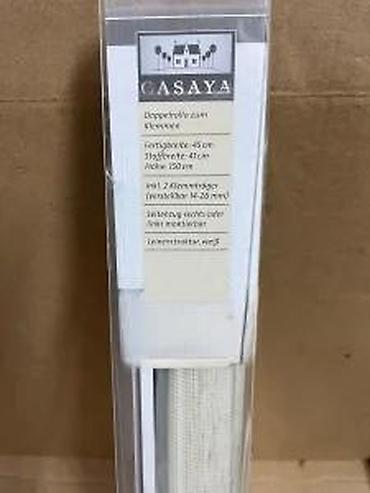 CASAYA
Doppelrollo zum
Klemmen
Fertigbreite: 45 cm
Stoffbreite: 41 cm
Höhe: 150 cm
Inkl. 2 Klemmträger
(verstellbar 14-26 mm)
Seitenzug rechts oder
links montierbar
Leinenstruktur, weiß